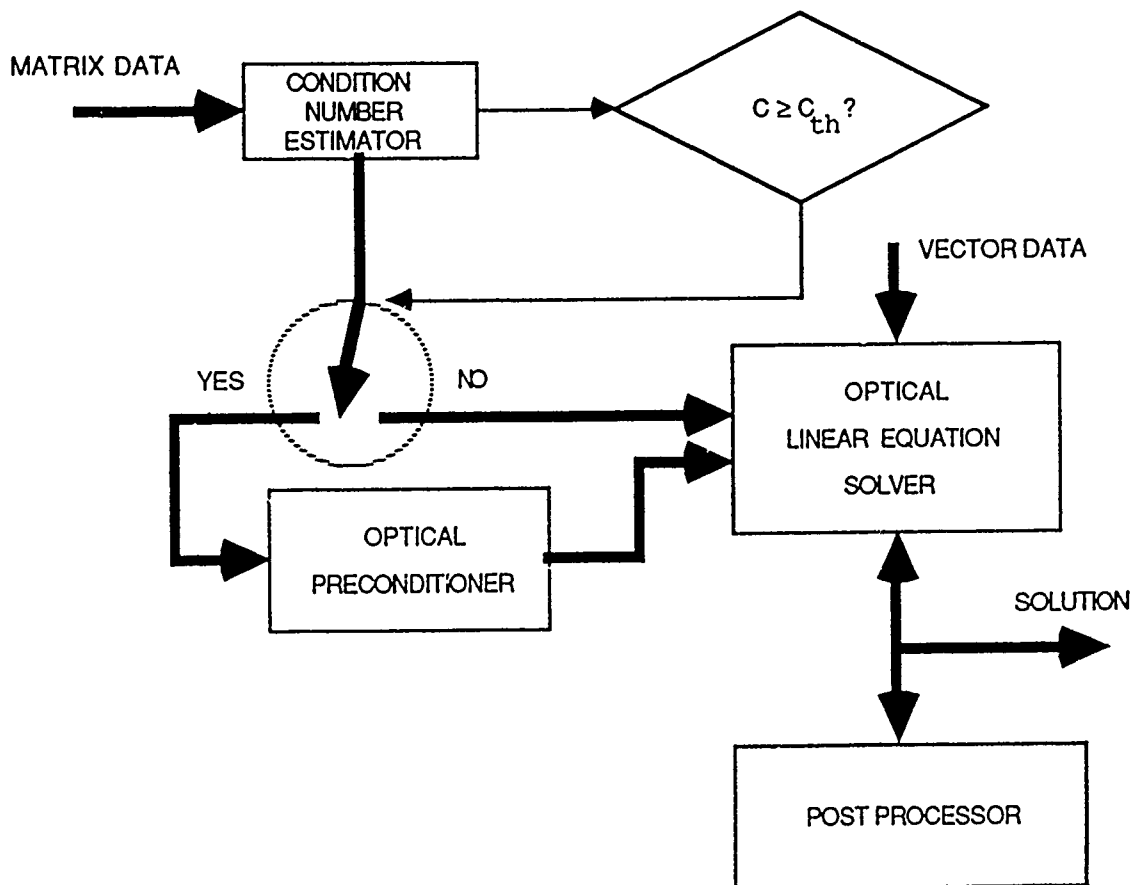 MATRIX DATA
CONDITION
NUMBER
ESTIMATOR
C ≥ C_th?
VECTOR DATA
YES
NO
OPTICAL
LINEAR EQUATION
SOLVER
OPTICAL
PRECONDITIONER
SOLUTION
POST PROCESSOR